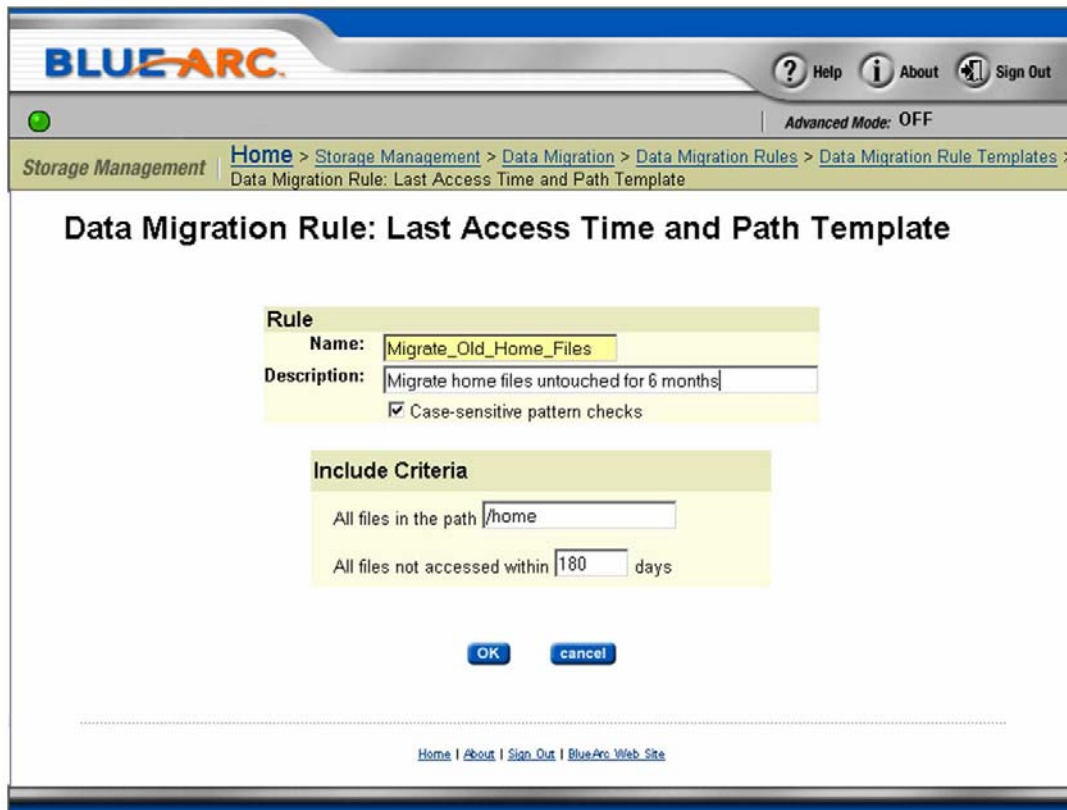 BLUE ARC.
? Help i About Sign Out
Advanced Mode: OFF
Storage Management
Home > Storage Management > Data Migration > Data Migration Rules > Data Migration Rule Templates >
Data Migration Rule: Last Access Time and Path Template
Data Migration Rule: Last Access Time and Path Template
Rule
Name: Migrate_Old_Home_Files
Description: Migrate home files untouched for 6 months
Case-sensitive pattern checks
Include Criteria
All files in the path /home
All files not accessed within 180 days
OK cancel
Home | About | Sign Out | BlueArc Web Site